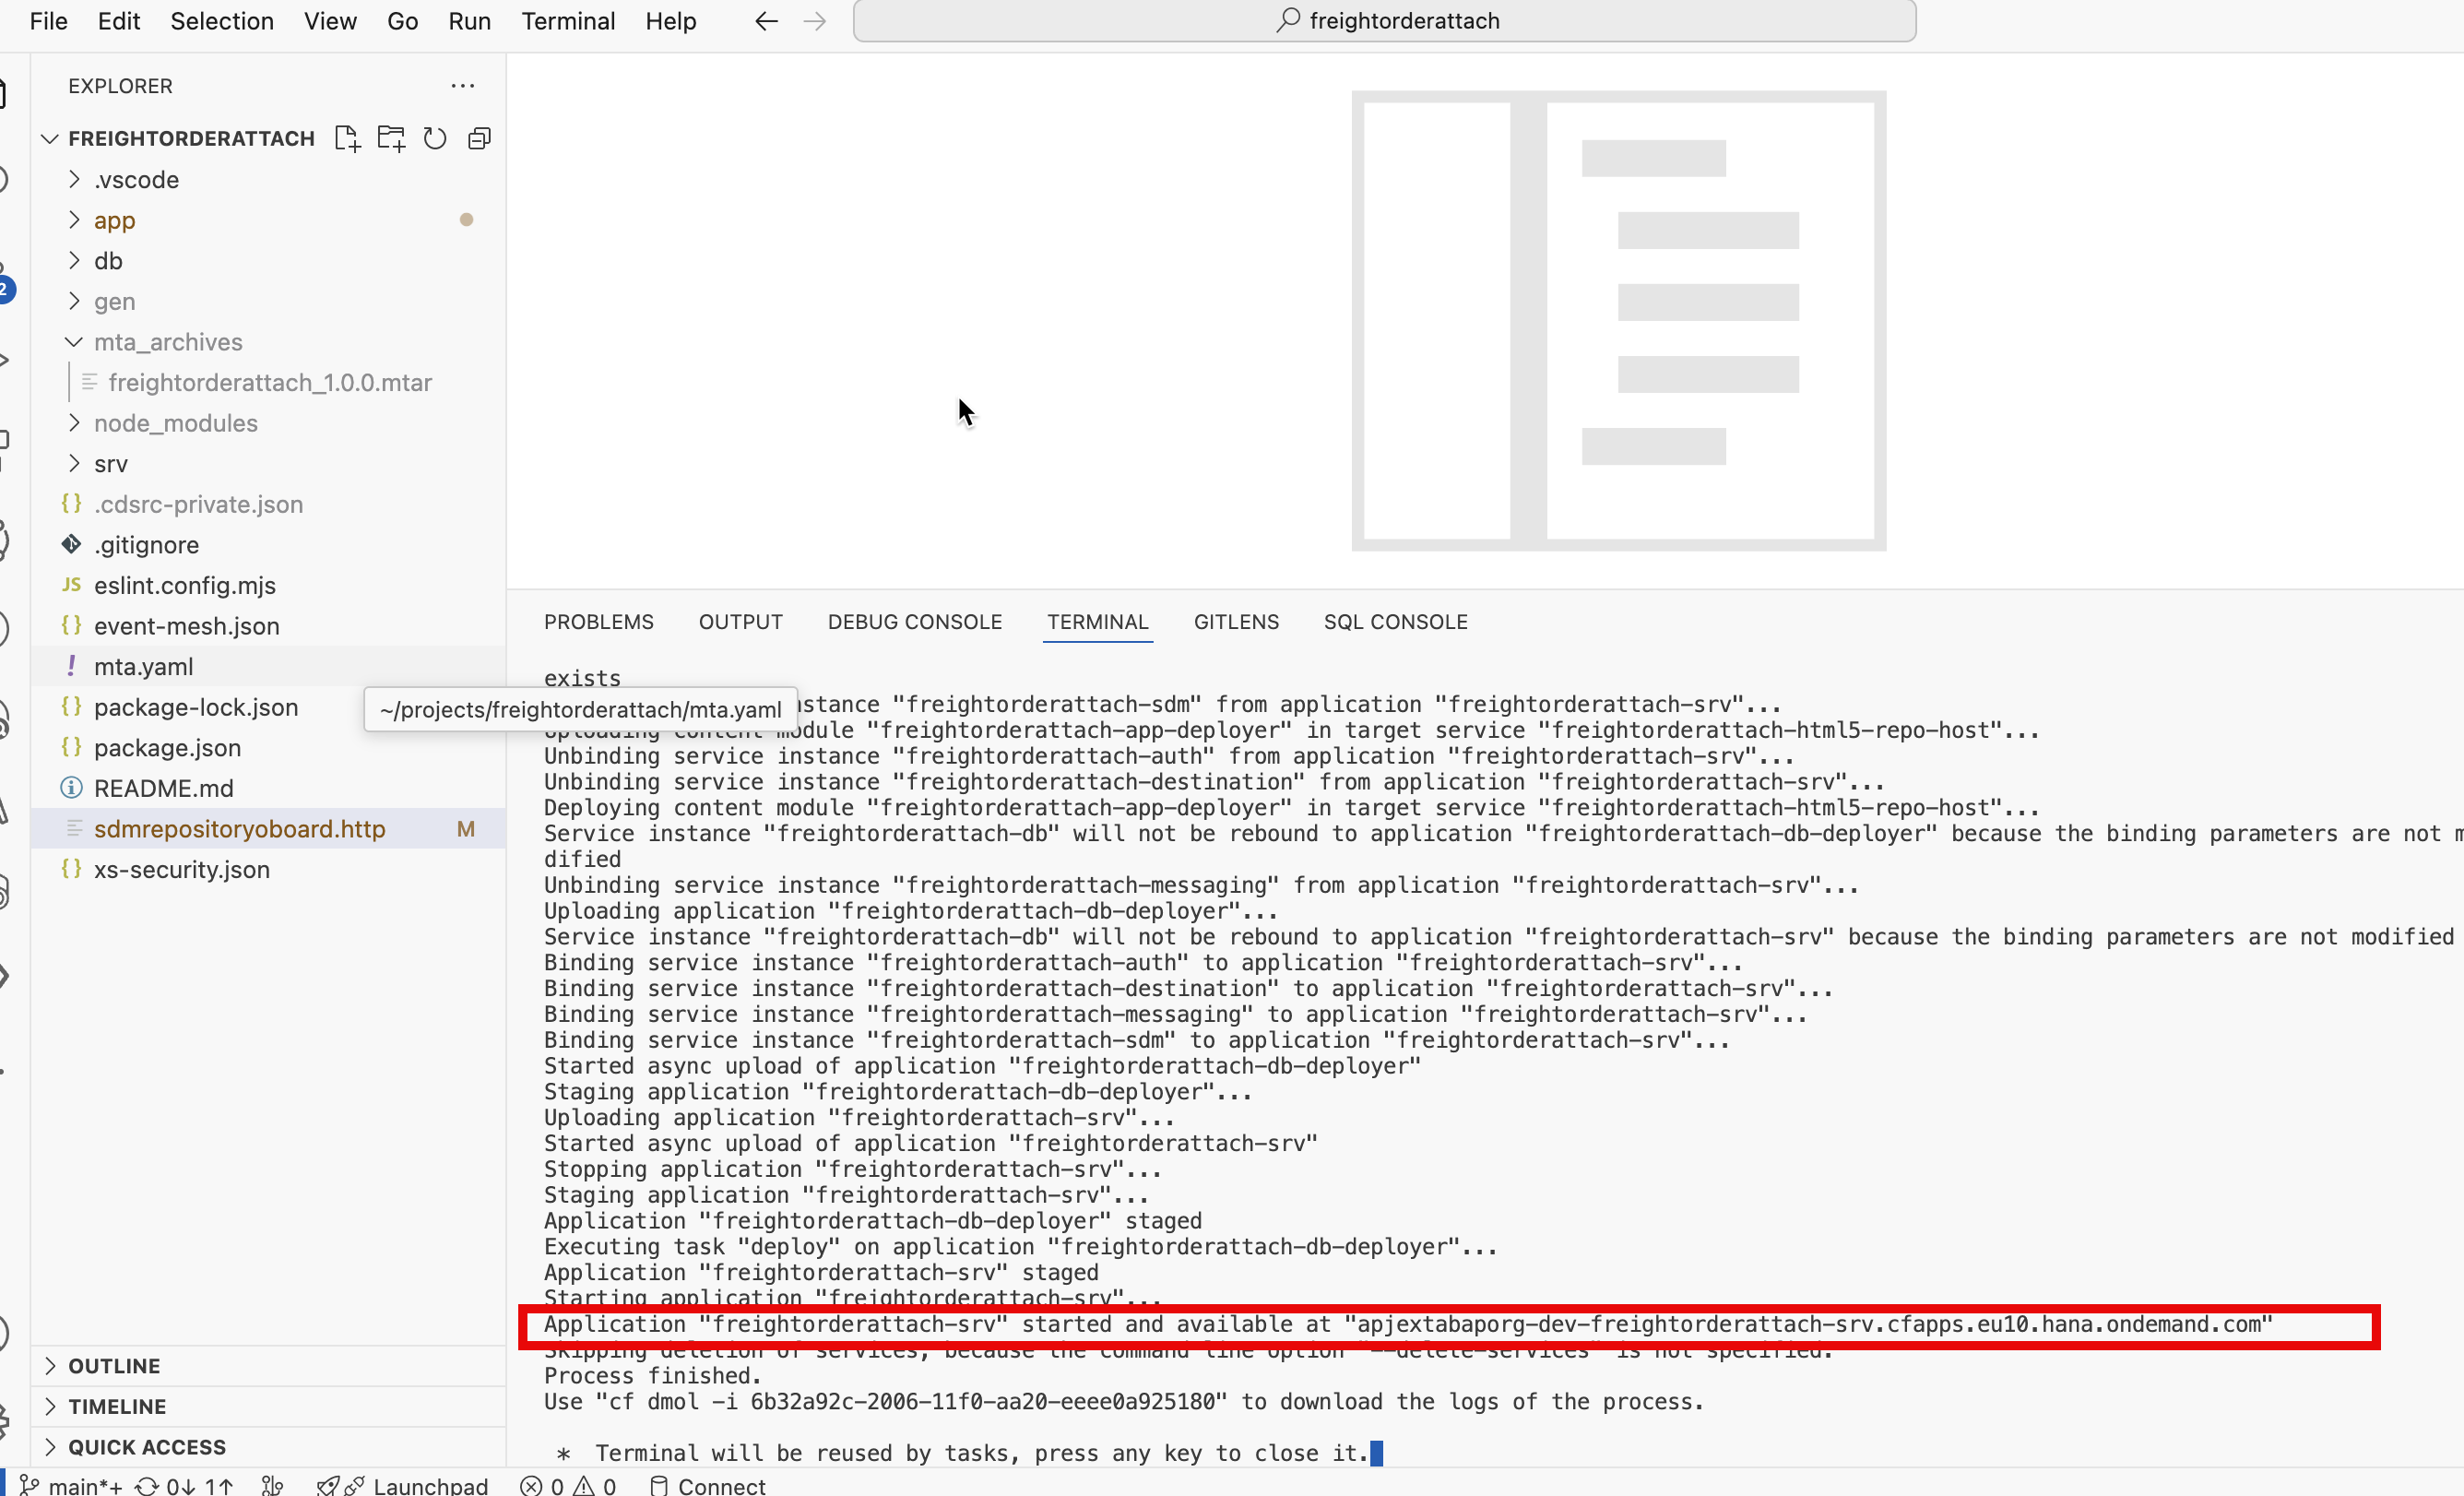 File Edit Selection View Go Run Terminal Help
freightorderattach
EXPLORER
FREIGHTORDERATTACH
.vscode
app
db
gen
mta_archives
freightorderattach_1.0.0.mtar
node_modules
srv
.cdsrc-private.json
.gitignore
JS eslint.config.mjs
event-mesh.json
mta.yaml
package-lock.json
package.json
README.md
sdmrepositoryoboard.http M
xs-security.json
OUTLINE
TIMELINE
QUICK ACCESS
2
~/projects/freightorderattach/mta.yaml
PROBLEMS OUTPUT DEBUG CONSOLE TERMINAL GITLENS SQL CONSOLE
exists
stance "freightorderattach-sdm" from application "freightorderattach-srv"...
Uploading content module "freightorderattach-app-deployer" in target service "freightorderattach-html5-repo-host"...
Unbinding service instance "freightorderattach-auth" from application "freightorderattach-srv"...
Unbinding service instance "freightorderattach-destination" from application "freightorderattach-srv"...
Deploying content module "freightorderattach-app-deployer" in target service "freightorderattach-html5-repo-host"...
Service instance "freightorderattach-db" will not be rebound to application "freightorderattach-db-deployer" because the binding parameters are not m
dified
Unbinding service instance "freightorderattach-messaging" from application "freightorderattach-srv"...
Uploading application "freightorderattach-db-deployer"...
Service instance "freightorderattach-db" will not be rebound to application "freightorderattach-srv" because the binding parameters are not modified
Binding service instance "freightorderattach-auth" to application "freightorderattach-srv"...
Binding service instance "freightorderattach-destination" to application "freightorderattach-srv"...
Binding service instance "freightorderattach-messaging" to application "freightorderattach-srv"...
Binding service instance "freightorderattach-sdm" to application "freightorderattach-srv"...
Started async upload of application "freightorderattach-db-deployer"
Staging application "freightorderattach-db-deployer"...
Uploading application "freightorderattach-srv"...
Started async upload of application "freightorderattach-srv"
Stopping application "freightorderattach-srv"...
Staging application "freightorderattach-srv"...
Application "freightorderattach-db-deployer" staged
Executing task "deploy" on application "freightorderattach-db-deployer"...
Application "freightorderattach-srv" staged
Starting application "freightorderattach-srv"...
Application "freightorderattach-srv" started and available at "apjextabaporg-dev-freightorderattach-srv.cfapps.eu10.hana.ondemand.com"
Skipping deletion of services, because the command line option "--delete-services" is not specified.
Process finished.
Use "cf dmol -i 6b32a92c-2006-11f0-aa20-eeee0a925180" to download the logs of the process.
* Terminal will be reused by tasks, press any key to close it.
main*+ 0↓ 1↑ Launchpad 0 0 Connect